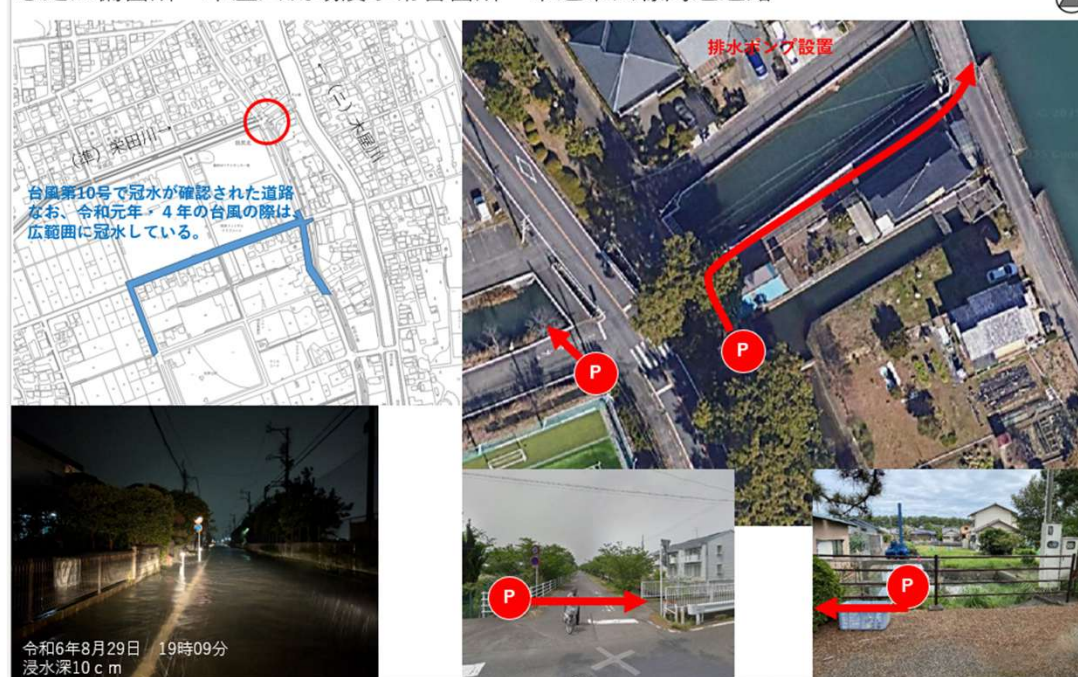 排水ポンプ設置
(二)木屋川
(準)栄田川→
台風第10号で冠水が確認された道路
なお、令和元年・4年の台風の際は、
広範囲に冠水している。
P
P
P
P
令和6年8月29日 19時09分
浸水深10cm